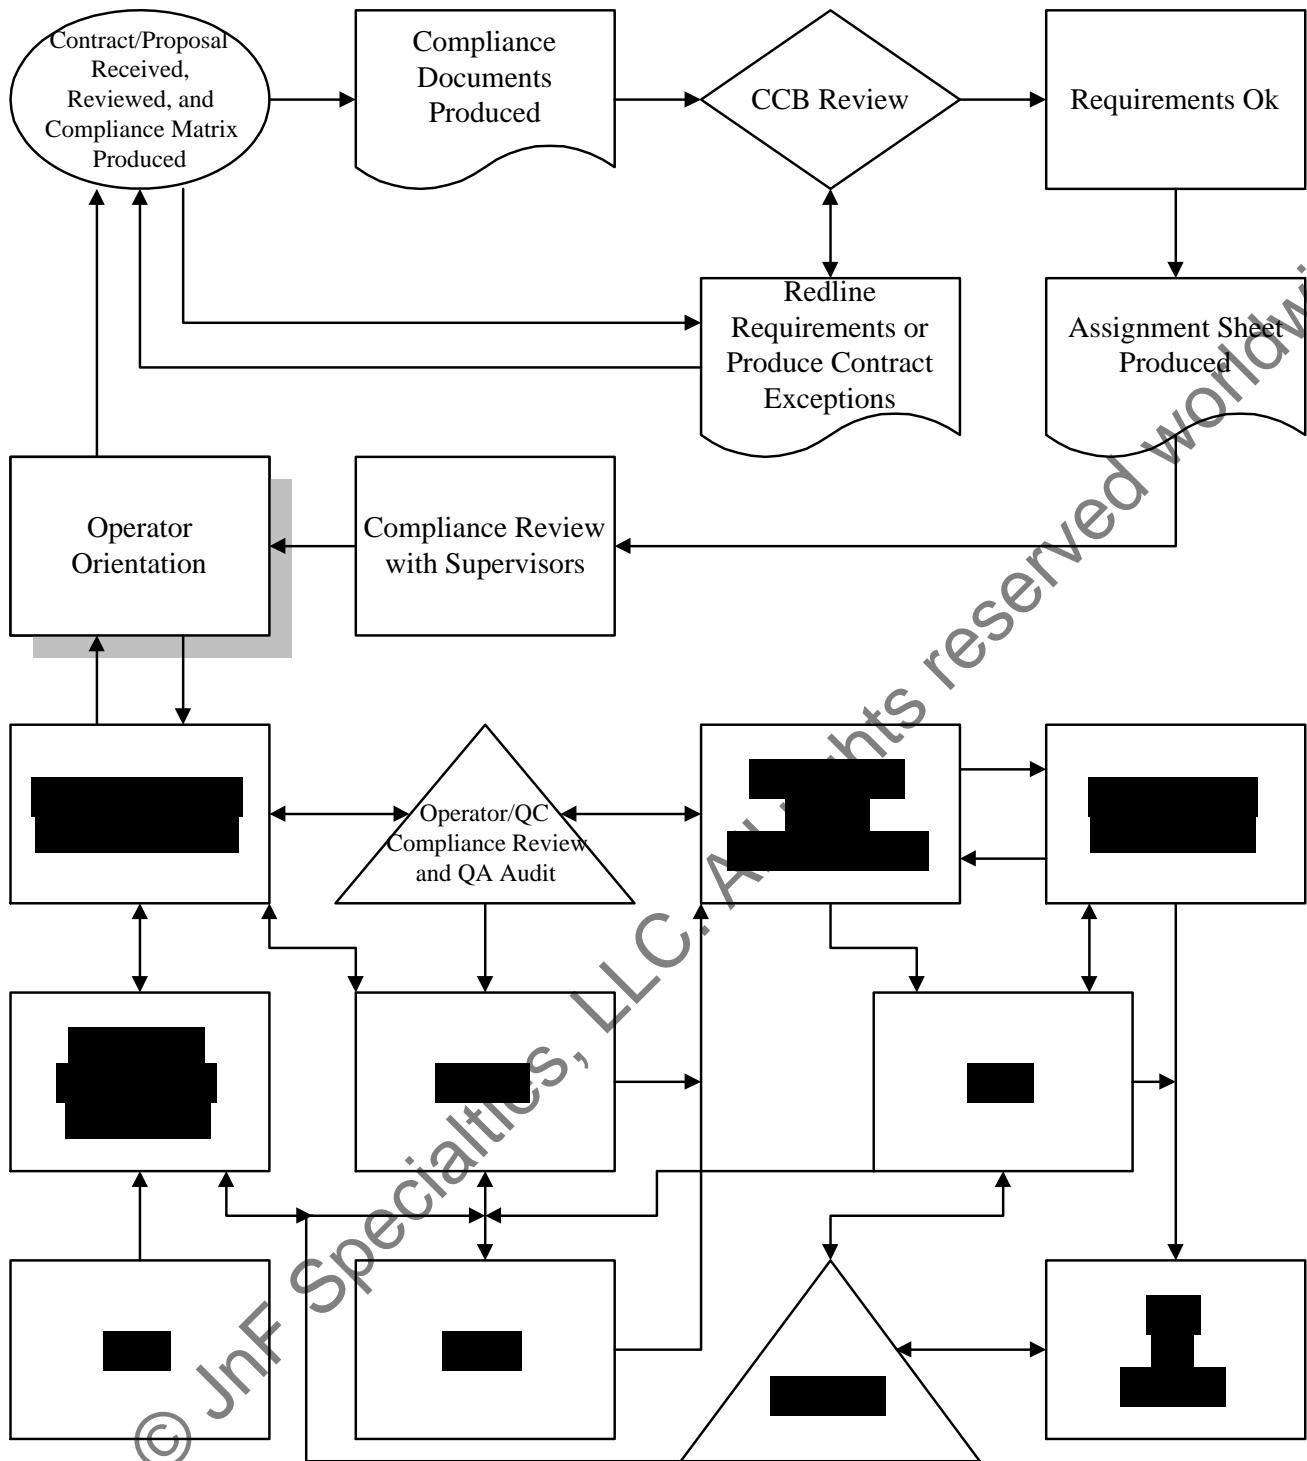 Contract/Proposal
Received,
Reviewed, and
Compliance Matrix
Produced
Compliance
Documents
Produced
CCB Review
Requirements Ok
Redline
Requirements or
Produce Contract
Exceptions
Assignment Sheet
Produced
Operator
Orientation
Compliance Review
with Supervisors
Operator/QC
Compliance Review
and QA Audit
© JnF Specialties, LLC. All rights reserved